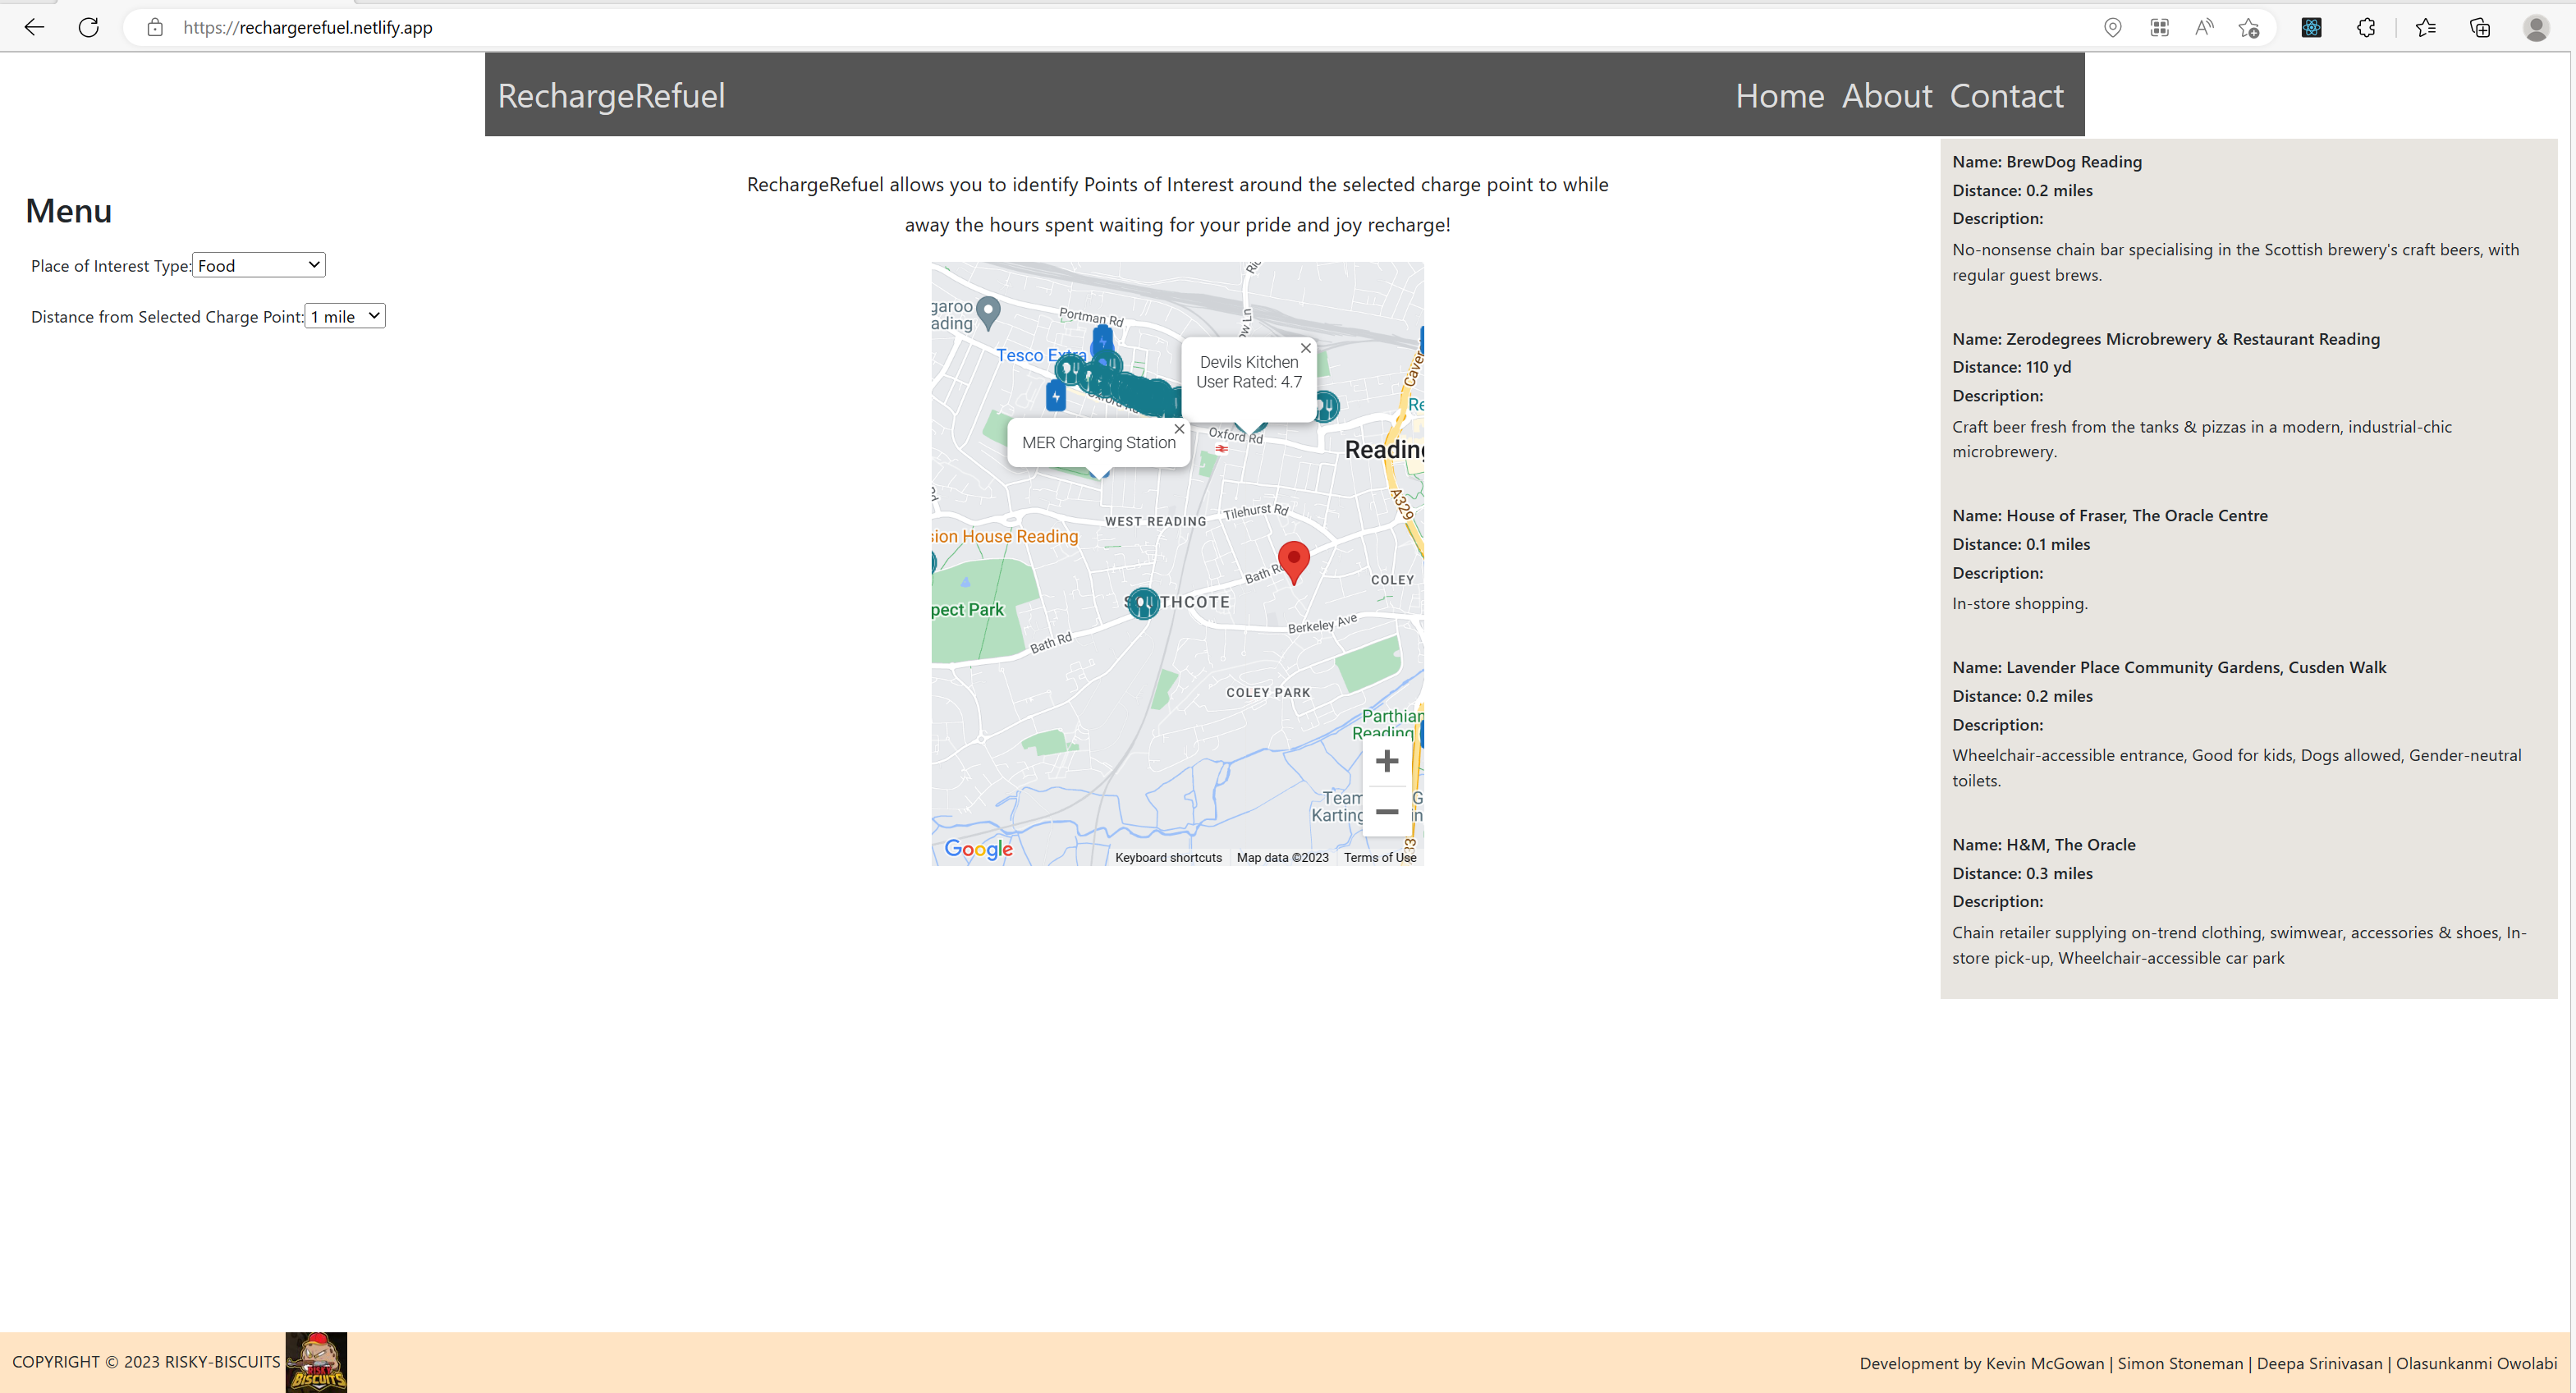 https://rechargerefuel.netlify.app
RechargeRefuel
Home About Contact
Menu
Place of Interest Type: Food
Distance from Selected Charge Point: 1 mile
RechargeRefuel allows you to identify Points of Interest around the selected charge point to while
away the hours spent waiting for your pride and joy recharge!
garoo
ading
Portman Rd
Tesco Extra
Devils Kitchen
User Rated: 4.7
Oxford Rd
MER Charging Station
Reading
A329
WEST READING
Tilehurst Rd
sion House Reading
Bath Rd
COLEY
pect Park
THCOTE
Berkeley Ave
Bath Rd
COLEY PARK
Parthian
Reading
Team
Karting
Google
Keyboard shortcuts
Map data ©2023
Terms of Use
Name: BrewDog Reading
Distance: 0.2 miles
Description:
No-nonsense chain bar specialising in the Scottish brewery's craft beers, with
regular guest brews.
Name: Zerodegrees Microbrewery & Restaurant Reading
Distance: 110 yd
Description:
Craft beer fresh from the tanks & pizzas in a modern, industrial-chic
microbrewery.
Name: House of Fraser, The Oracle Centre
Distance: 0.1 miles
Description:
In-store shopping.
Name: Lavender Place Community Gardens, Cusden Walk
Distance: 0.2 miles
Description:
Wheelchair-accessible entrance, Good for kids, Dogs allowed, Gender-neutral
toilets.
Name: H&M, The Oracle
Distance: 0.3 miles
Description:
Chain retailer supplying on-trend clothing, swimwear, accessories & shoes, In-
store pick-up, Wheelchair-accessible car park
COPYRIGHT © 2023 RISKY-BISCUITS
RISKY
BISCUITS
Development by Kevin McGowan | Simon Stoneman | Deepa Srinivasan | Olasunkanmi Owolabi